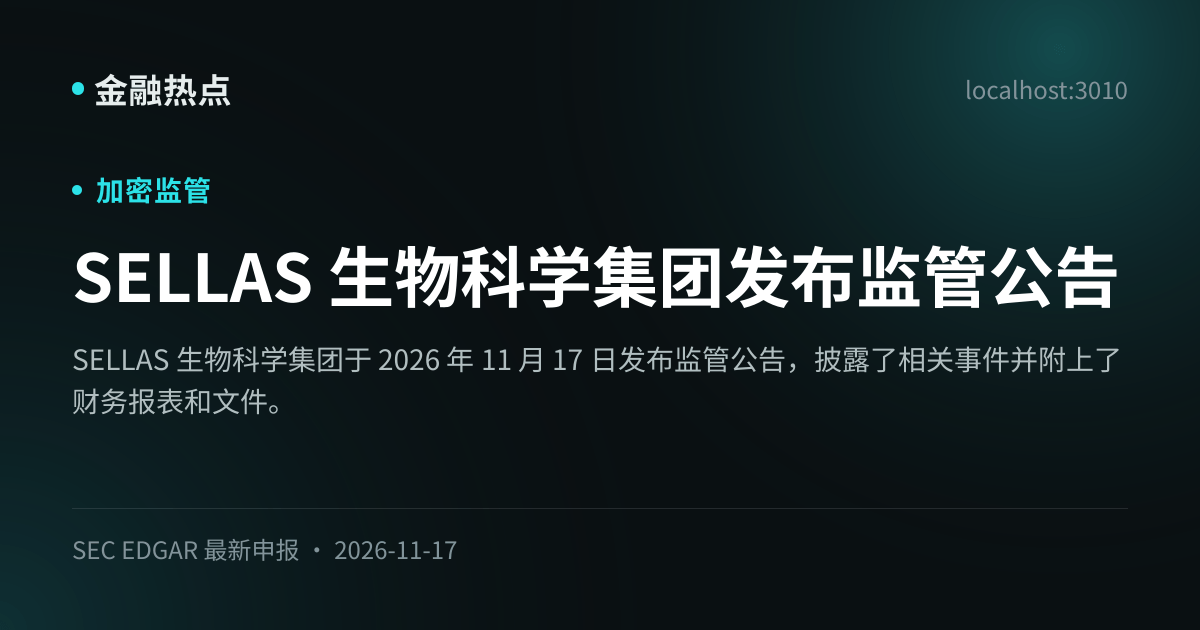 金融热点
localhost:3010
加密监管
SELLAS 生物科学集团发布监管公告
SELLAS 生物科学集团于 2026 年 11 月 17 日发布监管公告，披露了相关事件并附上了
财务报表和文件。
SEC EDGAR 最新申报 · 2026-11-17